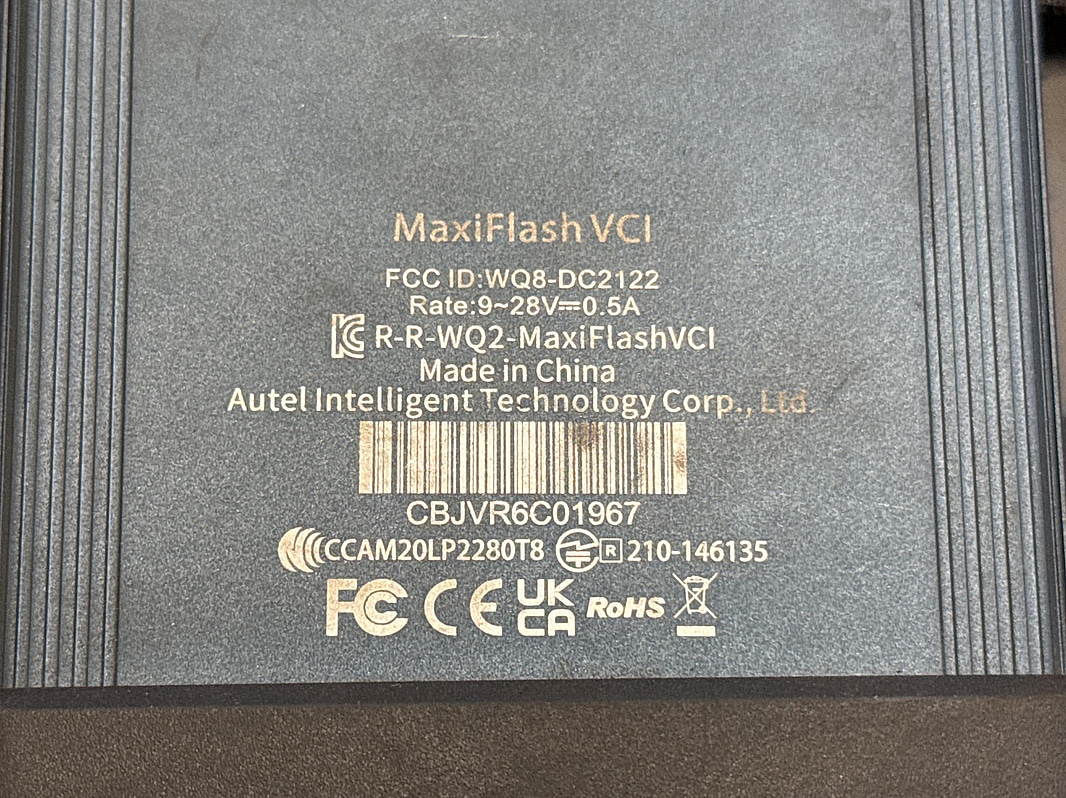 MaxiFlash VCI
FCC ID:WQ8-DC2122
Rate:9~28V⎓0.5A
R-R-WQ2-MaxiFlashVCI
Made in China
Autel Intelligent Technology Corp., Ltd.
CBJVR6C01967
CCAM20LP2280T8 R 210-146135
FC CE UK CA RoHS